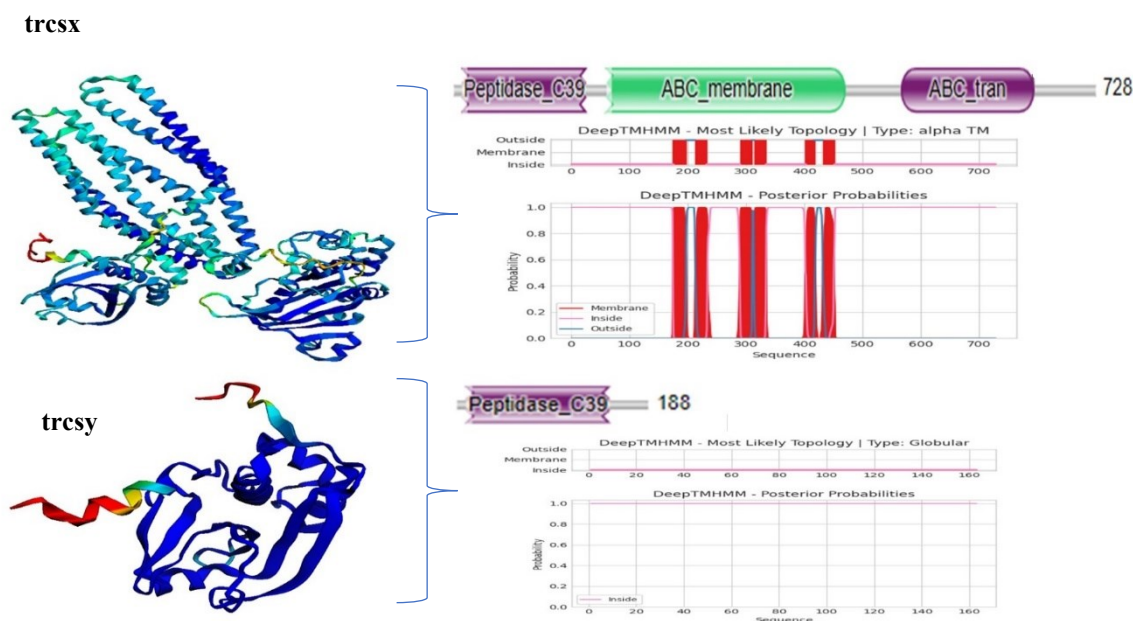 trcsx
Peptidase_C39 ABC_membrane ABC_tran 728
DeepTMHMM - Most Likely Topology | Type: alpha TM
Outside
Membrane
Inside
0 100 200 300 400 500 600 700
DeepTMHMM - Posterior Probabilities
1.0
0.8
0.6
0.4
0.2
0.0
Probability
Membrane
Inside
Outside
0 100 200 300 400 500 600 700
Sequence
trcsy
Peptidase_C39 188
DeepTMHMM - Most Likely Topology | Type: Globular
Outside
Membrane
Inside
0 20 40 60 80 100 120 140 160
DeepTMHMM - Posterior Probabilities
1.0
0.8
0.6
0.4
0.2
0.0
Probability
Inside
0 20 40 60 80 100 120 140 160
Sequence